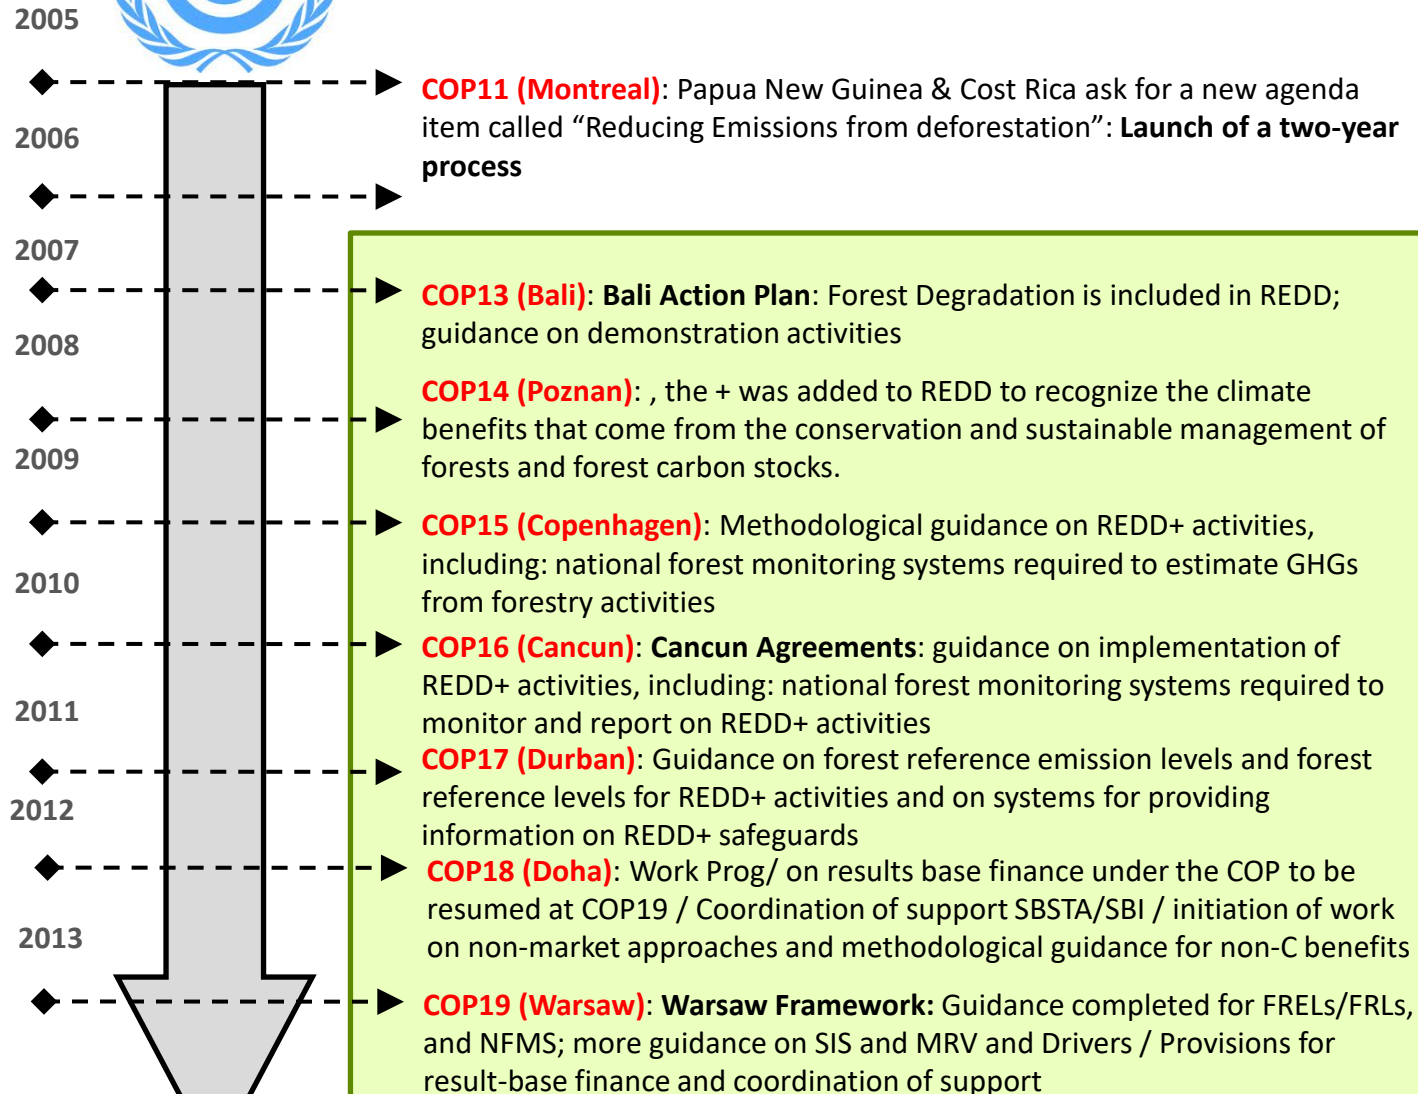 2005
COP11 (Montreal): Papua New Guinea & Cost Rica ask for a new agenda
item called “Reducing Emissions from deforestation”: Launch of a two-year
process
2006
2007
COP13 (Bali): Bali Action Plan: Forest Degradation is included in REDD;
guidance on demonstration activities
2008
COP14 (Poznan): , the + was added to REDD to recognize the climate
benefits that come from the conservation and sustainable management of
forests and forest carbon stocks.
2009
COP15 (Copenhagen): Methodological guidance on REDD+ activities,
including: national forest monitoring systems required to estimate GHGs
from forestry activities
2010
COP16 (Cancun): Cancun Agreements: guidance on implementation of
REDD+ activities, including: national forest monitoring systems required to
monitor and report on REDD+ activities
2011
COP17 (Durban): Guidance on forest reference emission levels and forest
reference levels for REDD+ activities and on systems for providing
information on REDD+ safeguards
2012
COP18 (Doha): Work Prog/ on results base finance under the COP to be
resumed at COP19 / Coordination of support SBSTA/SBI / initiation of work
on non-market approaches and methodological guidance for non-C benefits
2013
COP19 (Warsaw): Warsaw Framework: Guidance completed for FRELs/FRLs,
and NFMS; more guidance on SIS and MRV and Drivers / Provisions for
result-base finance and coordination of support